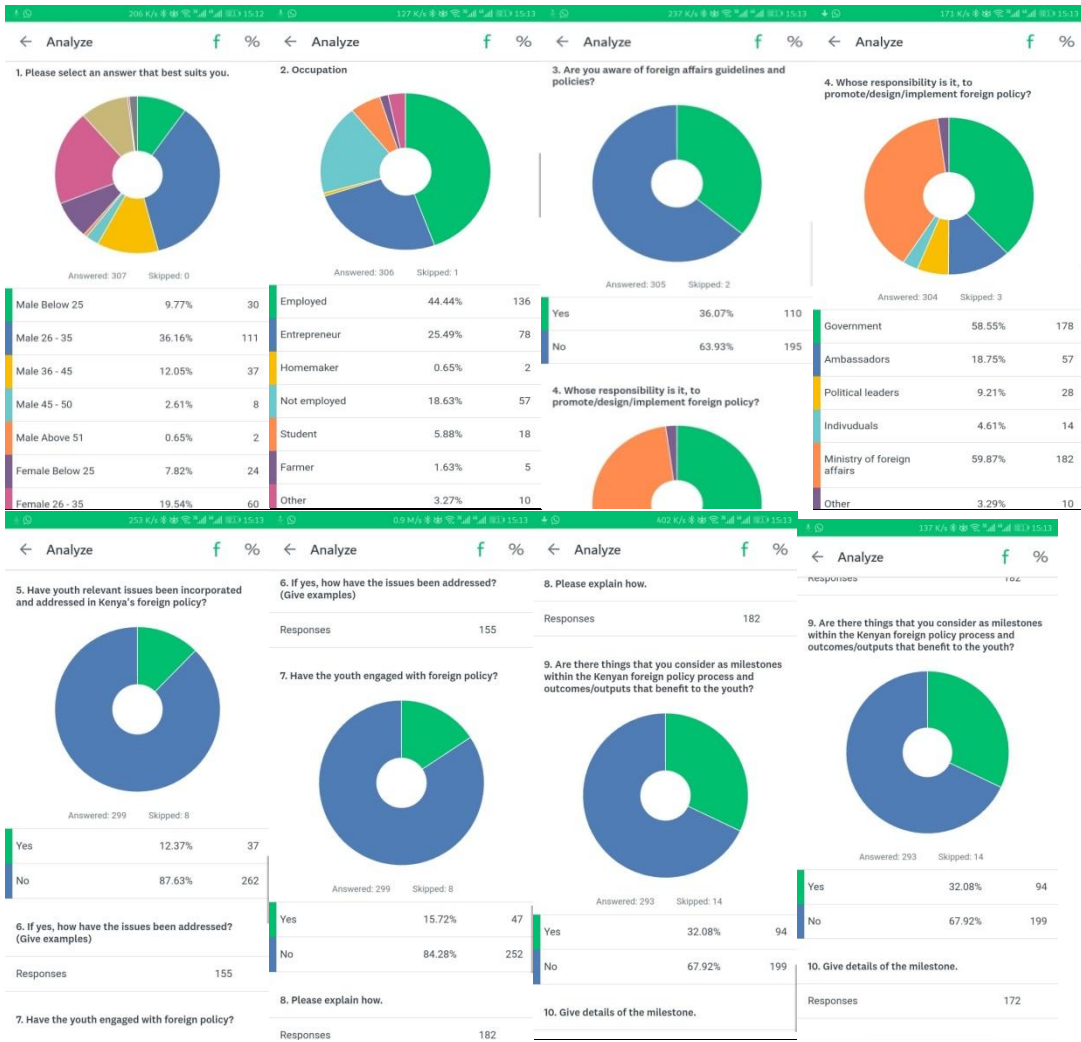 206 K/s 15:12
← Analyze f %
1. Please select an answer that best suits you.
Answered: 307 Skipped: 0
Male Below 25 9.77% 30
Male 26 - 35 36.16% 111
Male 36 - 45 12.05% 37
Male 45 - 50 2.61% 8
Male Above 51 0.65% 2
Female Below 25 7.82% 24
Female 26 - 35 19.54% 60
127 K/s 15:13
← Analyze f %
2. Occupation
Answered: 306 Skipped: 1
Employed 44.44% 136
Entrepreneur 25.49% 78
Homemaker 0.65% 2
Not employed 18.63% 57
Student 5.88% 18
Farmer 1.63% 5
Other 3.27% 10
237 K/s 15:13
← Analyze f %
3. Are you aware of foreign affairs guidelines and
policies?
Answered: 305 Skipped: 2
Yes 36.07% 110
No 63.93% 195
4. Whose responsibility is it, to
promote/design/implement foreign policy?
171 K/s 15:13
← Analyze f %
4. Whose responsibility is it, to
promote/design/implement foreign policy?
Answered: 304 Skipped: 3
Government 58.55% 178
Ambassadors 18.75% 57
Political leaders 9.21% 28
Indivuduals 4.61% 14
Ministry of foreign
affairs 59.87% 182
Other 3.29% 10
253 K/s 15:13
← Analyze f %
5. Have youth relevant issues been incorporated
and addressed in Kenya's foreign policy?
Answered: 299 Skipped: 8
Yes 12.37% 37
No 87.63% 262
6. If yes, how have the issues been addressed?
(Give examples)
Responses 155
7. Have the youth engaged with foreign policy?
0.9 M/s 15:13
← Analyze f %
6. If yes, how have the issues been addressed?
(Give examples)
Responses 155
7. Have the youth engaged with foreign policy?
Answered: 299 Skipped: 8
Yes 15.72% 47
No 84.28% 252
8. Please explain how.
Responses 182
402 K/s 15:13
← Analyze f %
8. Please explain how.
Responses 182
9. Are there things that you consider as milestones
within the Kenyan foreign policy process and
outcomes/outputs that benefit to the youth?
Answered: 293 Skipped: 14
Yes 32.08% 94
No 67.92% 199
10. Give details of the milestone.
137 K/s 15:13
← Analyze f %
Responses 182
9. Are there things that you consider as milestones
within the Kenyan foreign policy process and
outcomes/outputs that benefit to the youth?
Answered: 293 Skipped: 14
Yes 32.08% 94
No 67.92% 199
10. Give details of the milestone.
Responses 172